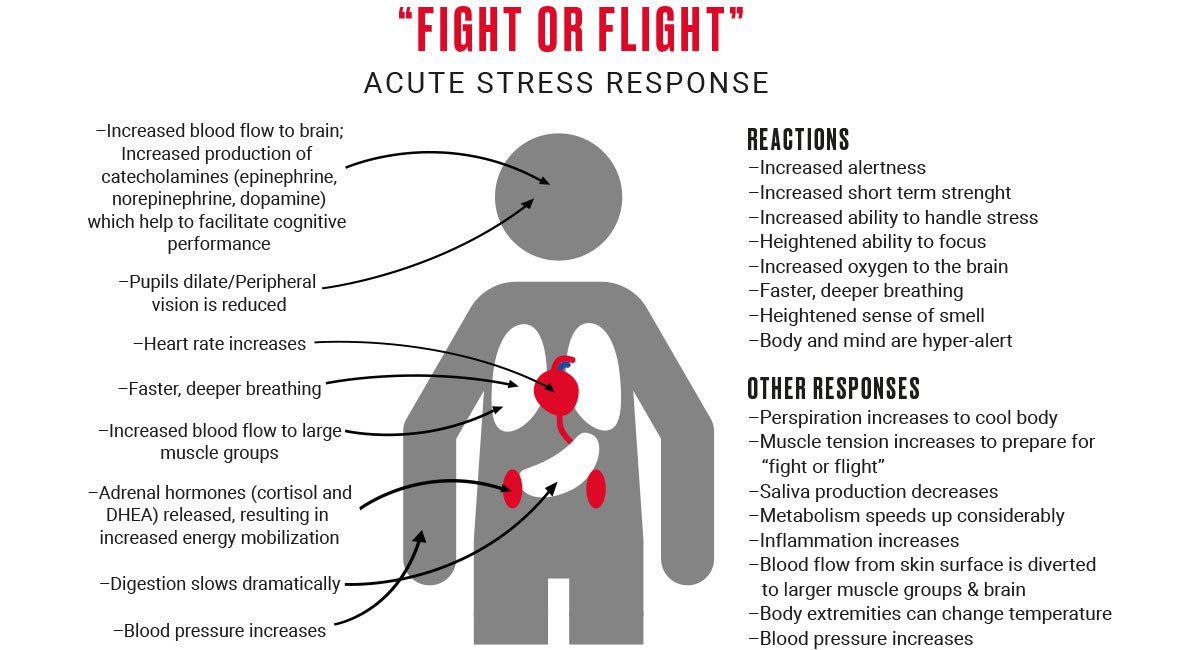 “FIGHT OR FLIGHT”
ACUTE STRESS RESPONSE
–Increased blood flow to brain;
Increased production of
catecholamines (epinephrine,
norepinephrine, dopamine)
which help to facilitate cognitive
performance
–Pupils dilate/Peripheral
vision is reduced
–Heart rate increases
–Faster, deeper breathing
–Increased blood flow to large
muscle groups
–Adrenal hormones (cortisol and
DHEA) released, resulting in
increased energy mobilization
–Digestion slows dramatically
–Blood pressure increases
REACTIONS
–Increased alertness
–Increased short term strenght
–Increased ability to handle stress
–Heightened ability to focus
–Increased oxygen to the brain
–Faster, deeper breathing
–Heightened sense of smell
–Body and mind are hyper-alert
OTHER RESPONSES
–Perspiration increases to cool body
–Muscle tension increases to prepare for
“fight or flight”
–Saliva production decreases
–Metabolism speeds up considerably
–Inflammation increases
–Blood flow from skin surface is diverted
to larger muscle groups & brain
–Body extremities can change temperature
–Blood pressure increases